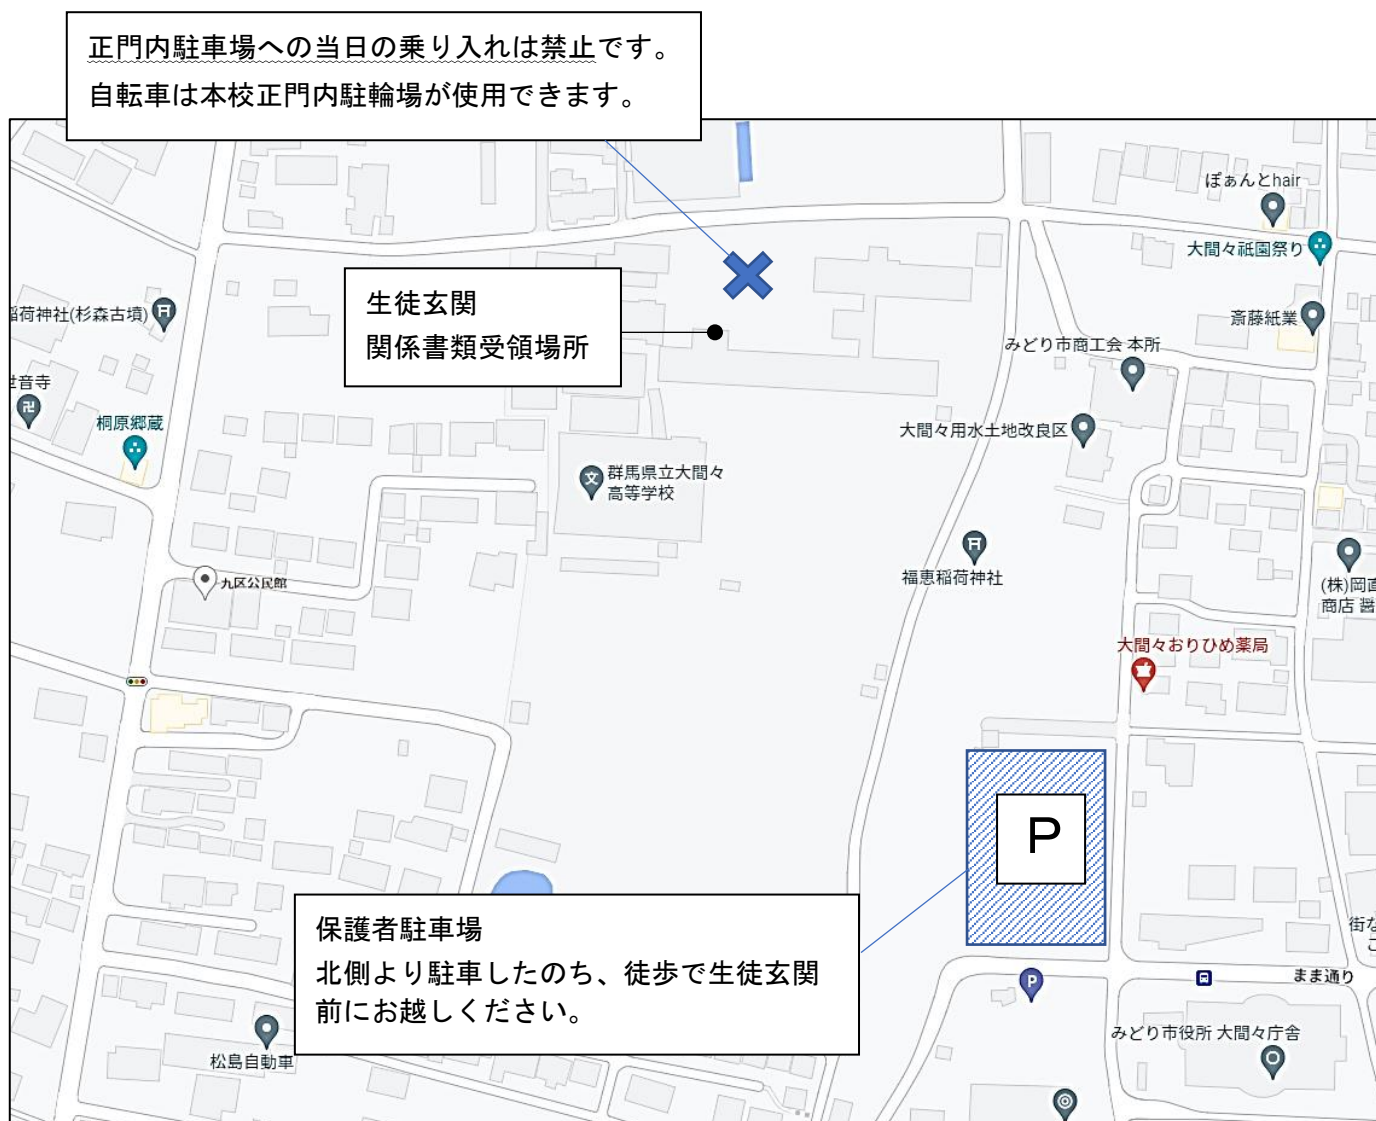 正門内駐車場への当日の乗り入れは禁止です。
自転車は本校正門内駐輪場が使用できます。
ぽぁんとhair
大間々祇園祭り
生徒玄関
関係書類受領場所
稲荷神社(杉森古墳)
斎藤紙業
みどり市商工会 本所
世音寺
桐原郷蔵
大間々用水土地改良区
文
群馬県立大間々
高等学校
九区公民館
福恵稲荷神社
(株)岡直
商店 醤
大間々おりひめ薬局
P
保護者駐車場
北側より駐車したのち、徒歩で生徒玄関
前にお越しください。
街な
こ
P
まま通り
みどり市役所 大間々庁舎
松島自動車